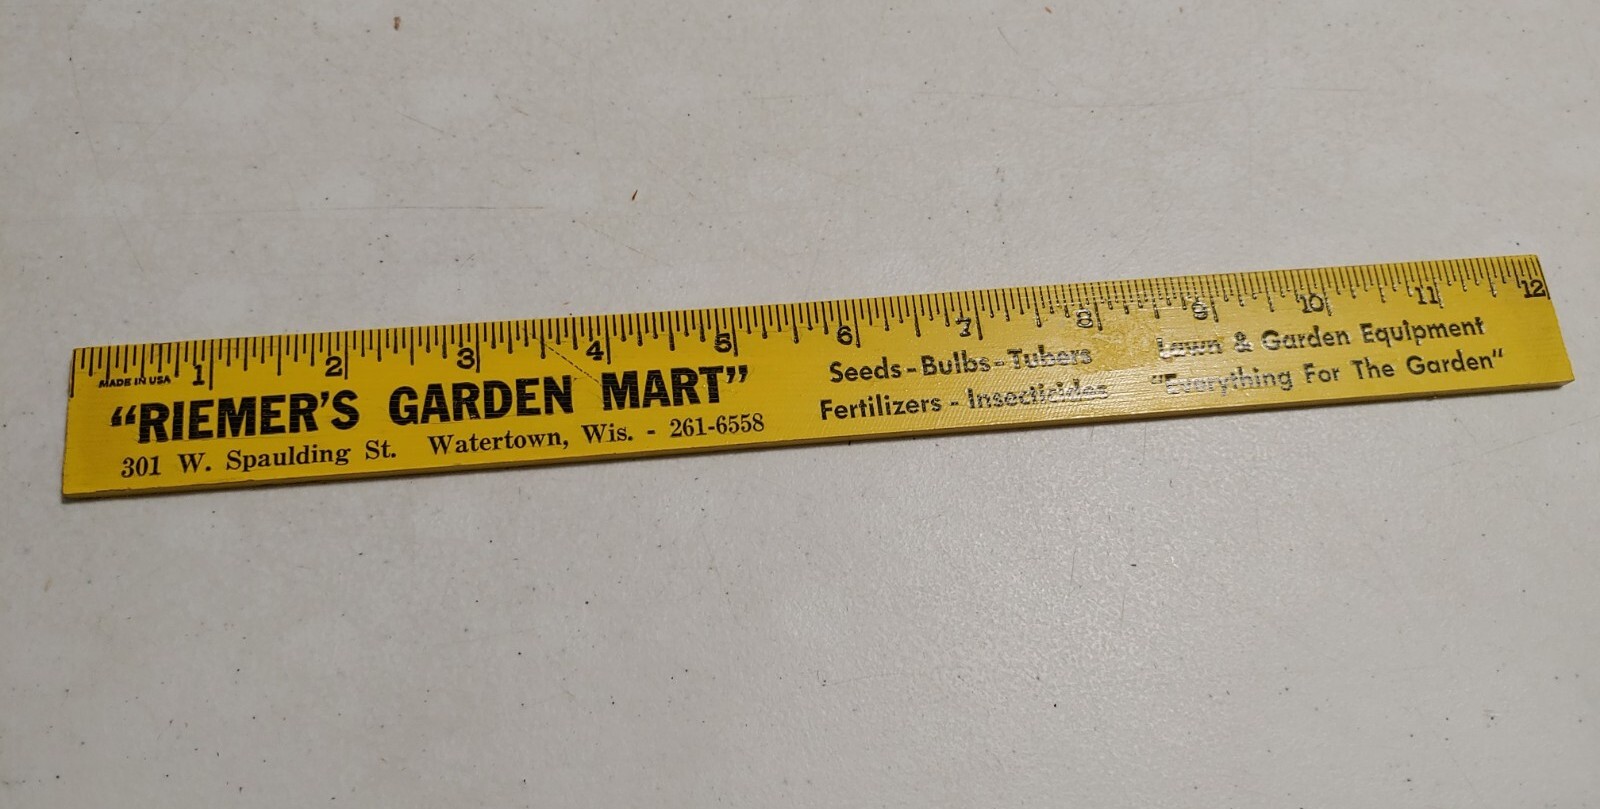 1 2 3 4 5 6 7 8 9 10 11 12
MADE IN USA
"RIEMER'S GARDEN MART"
301 W. Spaulding St. Watertown, Wis. - 261-6558
Seeds - Bulbs - Tubers
Fertilizers - Insecticides
Lawn & Garden Equipment
"Everything For The Garden"